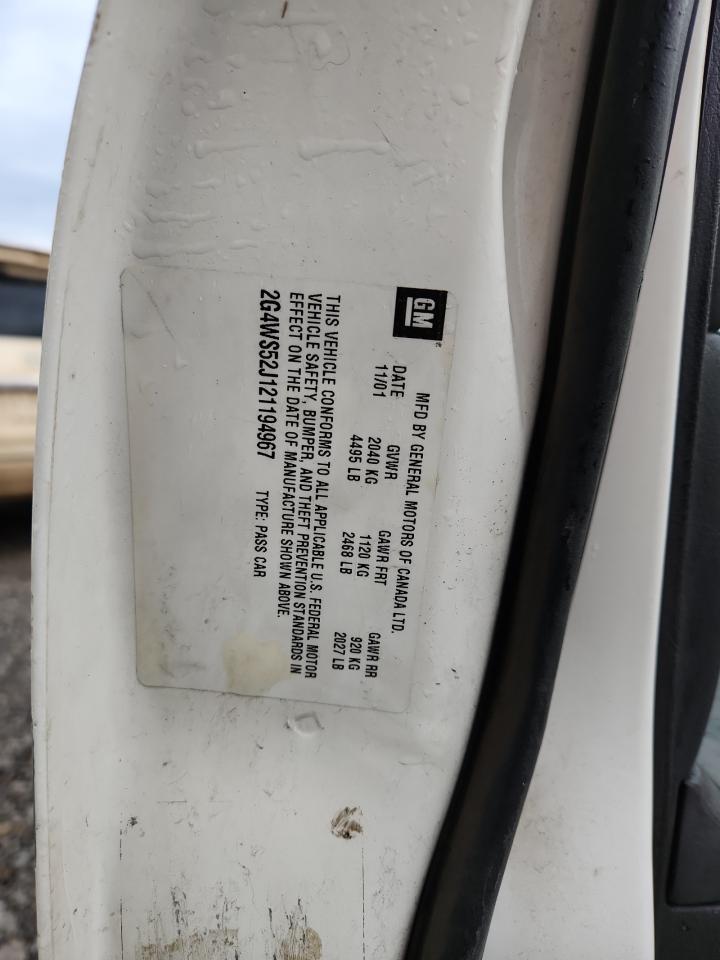 GM
MFD BY GENERAL MOTORS OF CANADA LTD.
DATE GVWR GAWR FRT GAWR RR
11/01 2040 KG 1120 KG 920 KG
4495 LB 2468 LB 2027 LB
THIS VEHICLE CONFORMS TO ALL APPLICABLE U.S. FEDERAL MOTOR
VEHICLE SAFETY, BUMPER, AND THEFT PREVENTION STANDARDS IN
EFFECT ON THE DATE OF MANUFACTURE SHOWN ABOVE.
2G4WS52J121194967 TYPE: PASS CAR